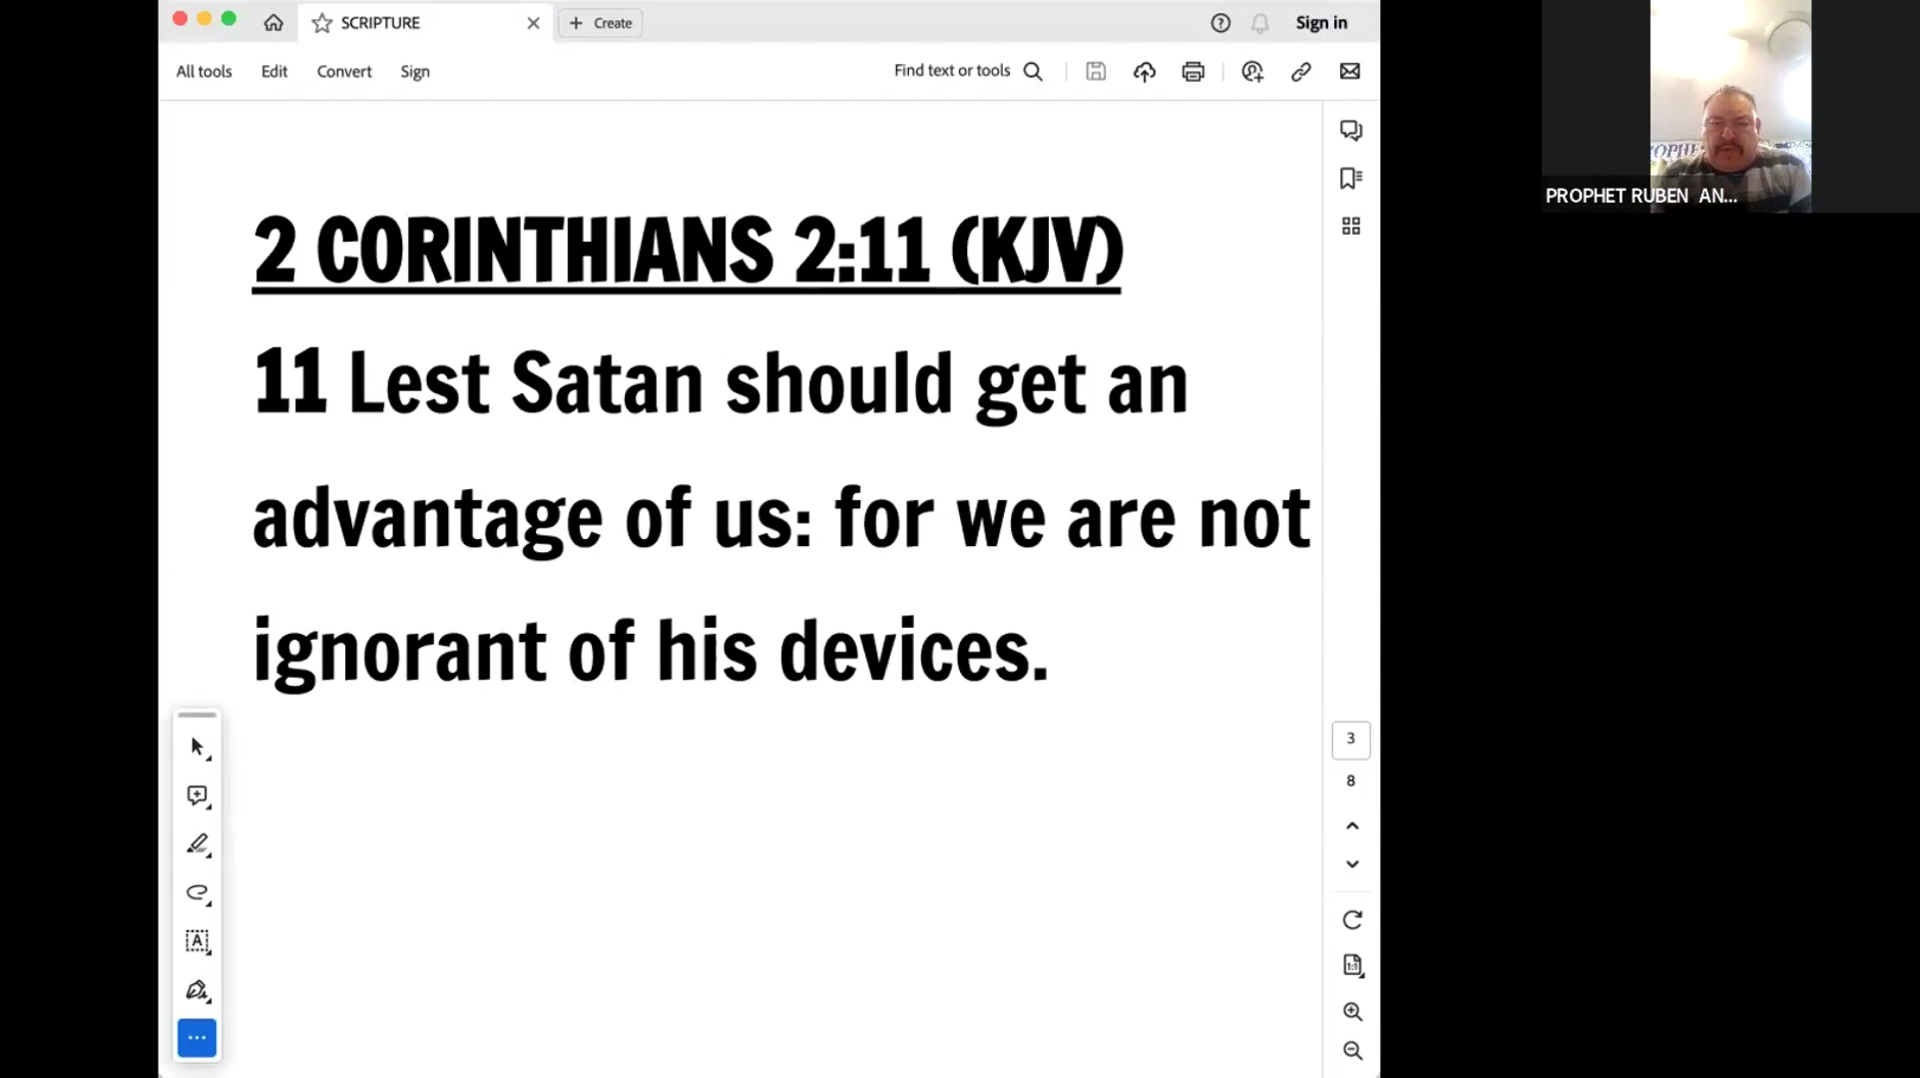 SCRIPTURE
Create
Sign in
All tools
Edit
Convert
Sign
Find text or tools
2 CORINTHIANS 2:11 (KJV)
11 Lest Satan should get an
advantage of us: for we are not
ignorant of his devices.
3
8
1:1
PROPHET RUBEN AN...